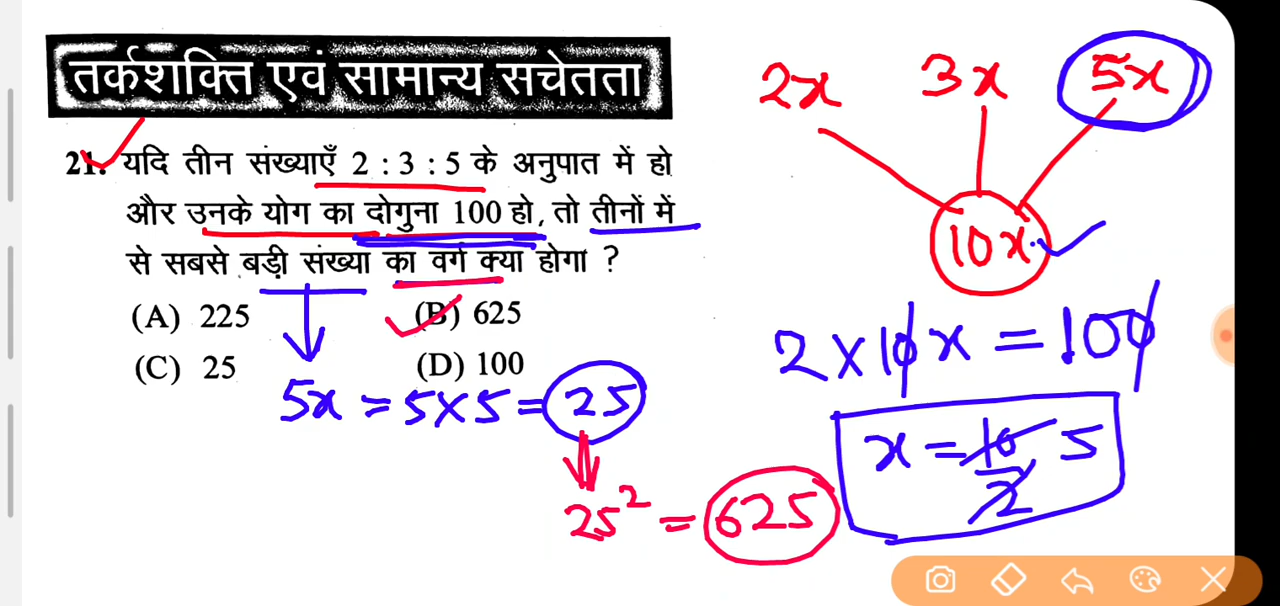 तर्कशक्ति एवं सामान्य सचेतता
21. यदि तीन संख्याएँ 2 : 3 : 5 के अनुपात में हो
और उनके योग का दोगुना 100 हो, तो तीनों में
से सबसे बड़ी संख्या का वर्ग क्या होगा ?
(A) 225 (B) 625
(C) 25 (D) 100
5x = 5×5 = 25
25² = 625
2x 3x 5x
10x
2 × 10x = 100
x = 10/2 5